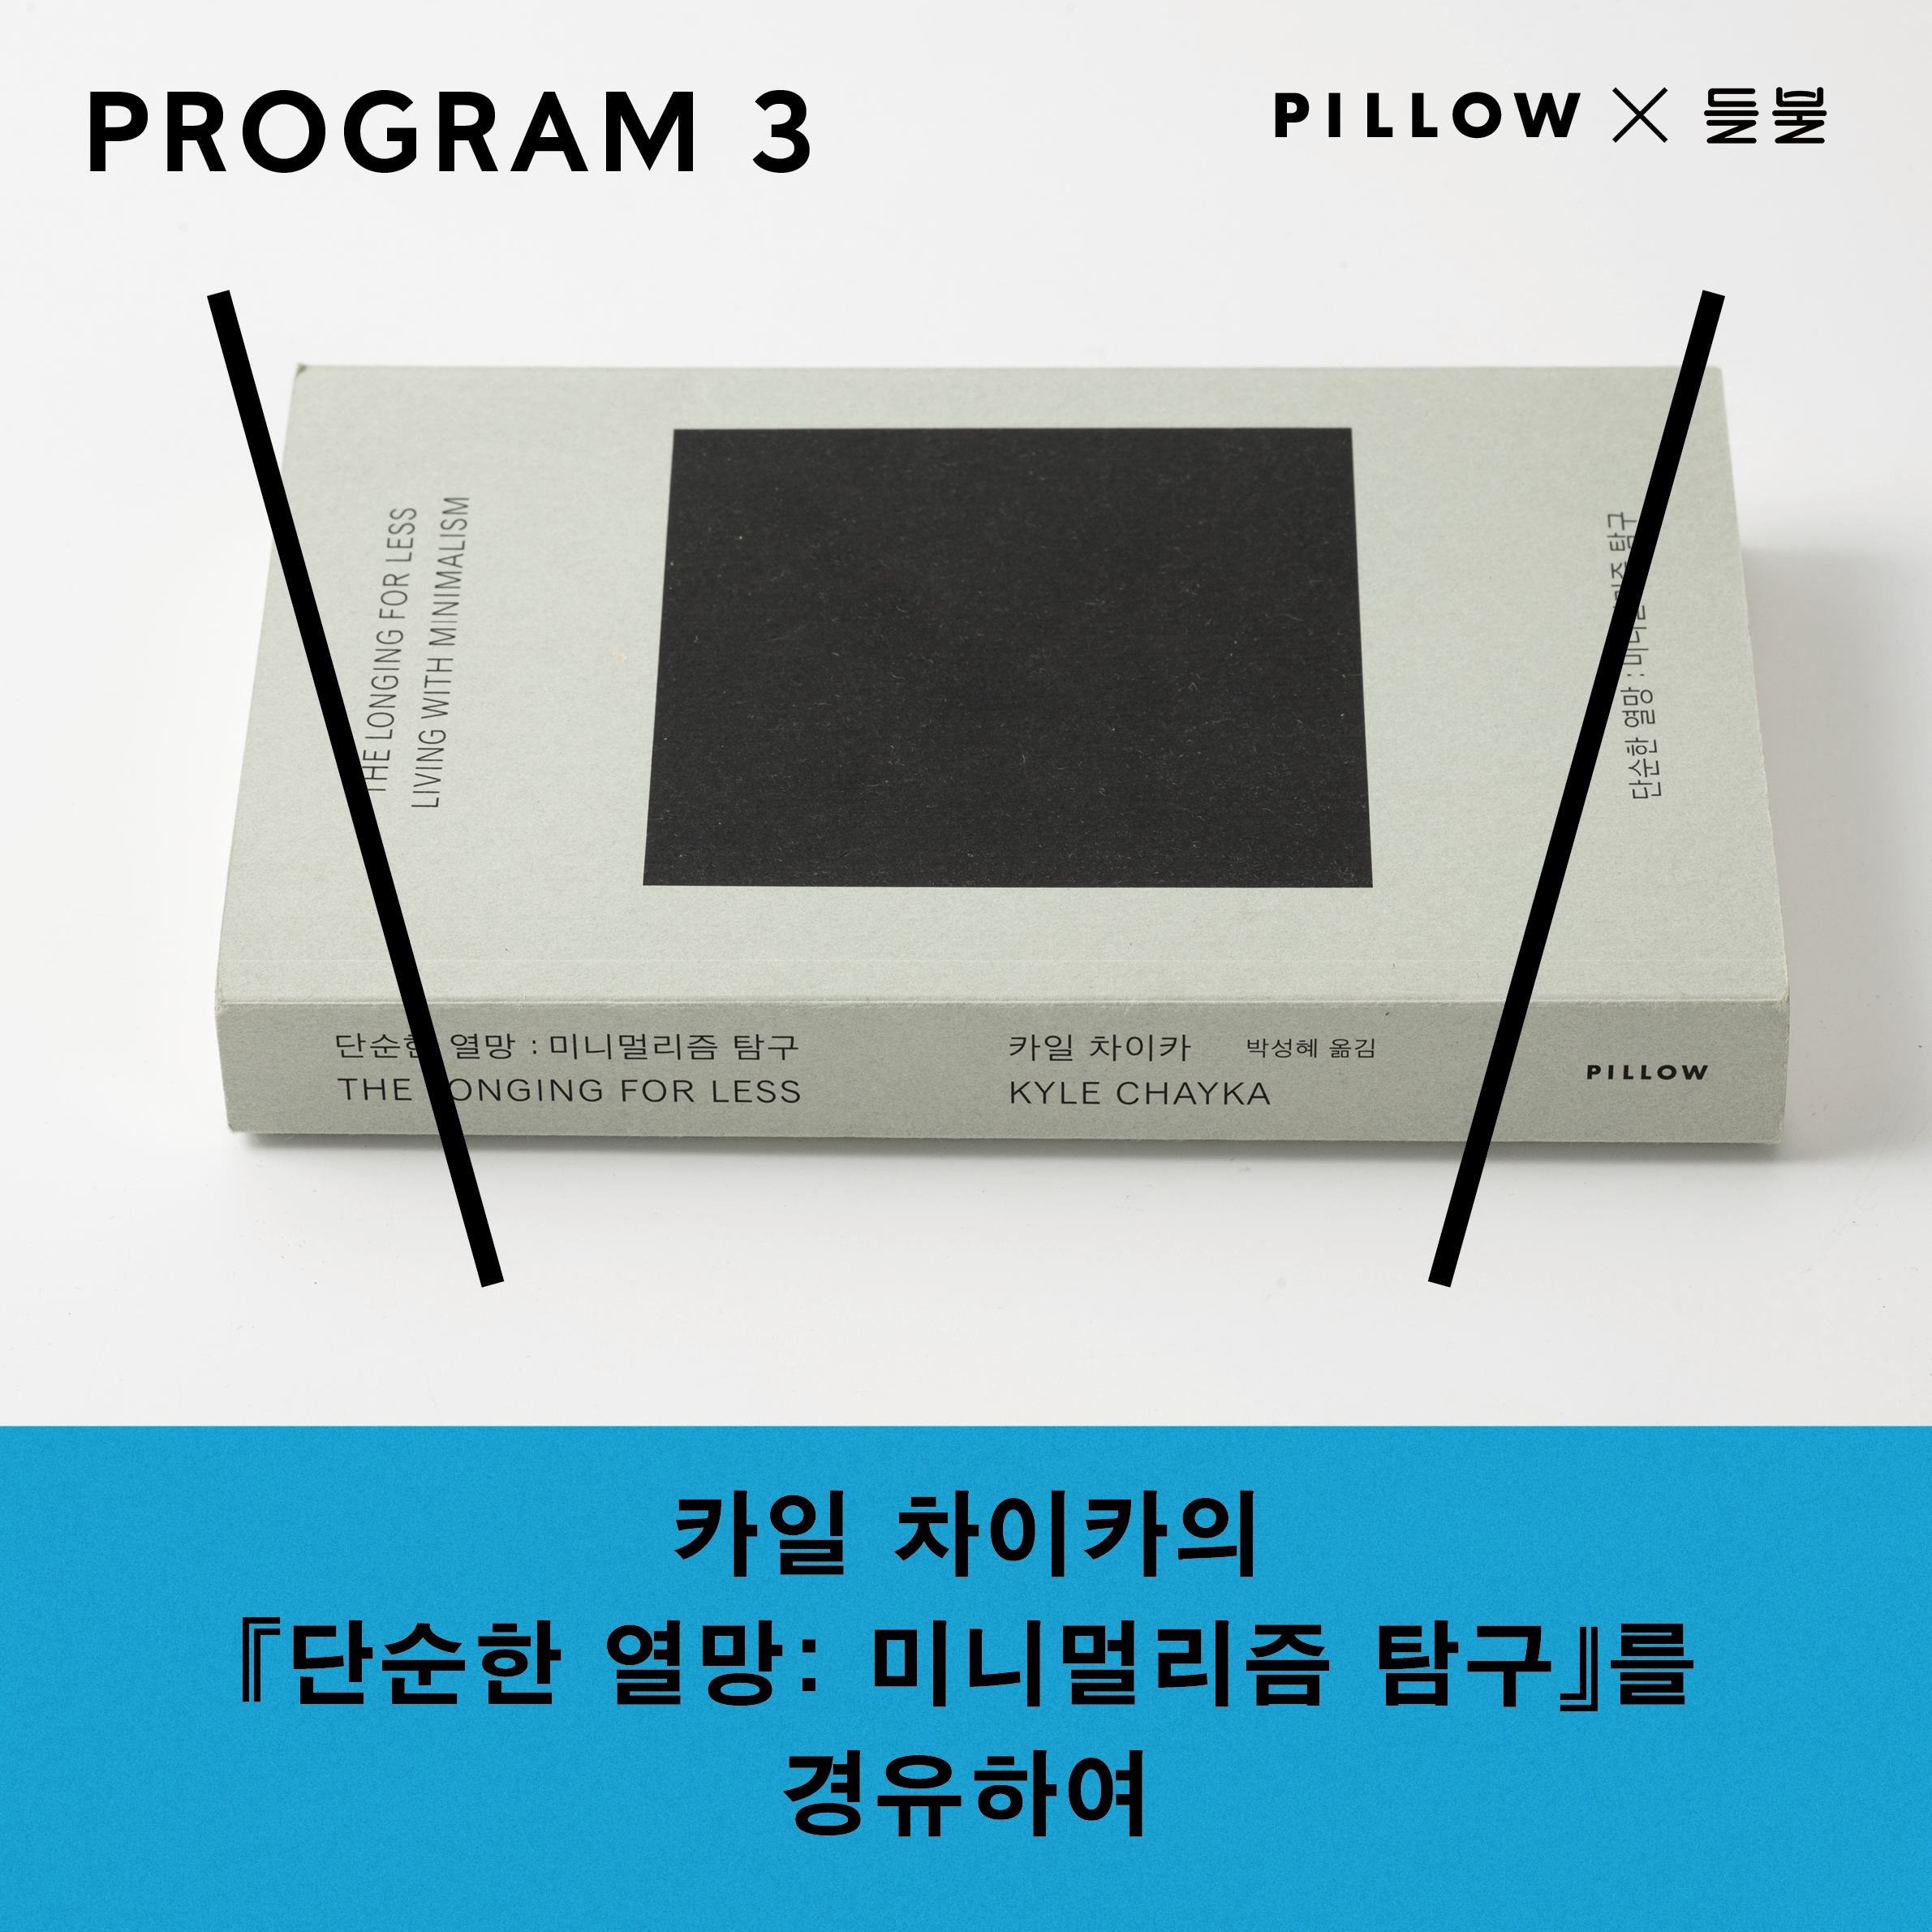 PROGRAM 3
PILLOW × 들불
THE LONGING FOR LESS
LIVING WITH MINIMALISM
단순한 열망 : 미니멀리즘 탐구
단순한 열망 : 미니멀리즘 탐구
THE LONGING FOR LESS
카일 차이카 박성혜 옮김
KYLE CHAYKA
PILLOW
카일 차이카의
『단순한 열망: 미니멀리즘 탐구』를
경유하여